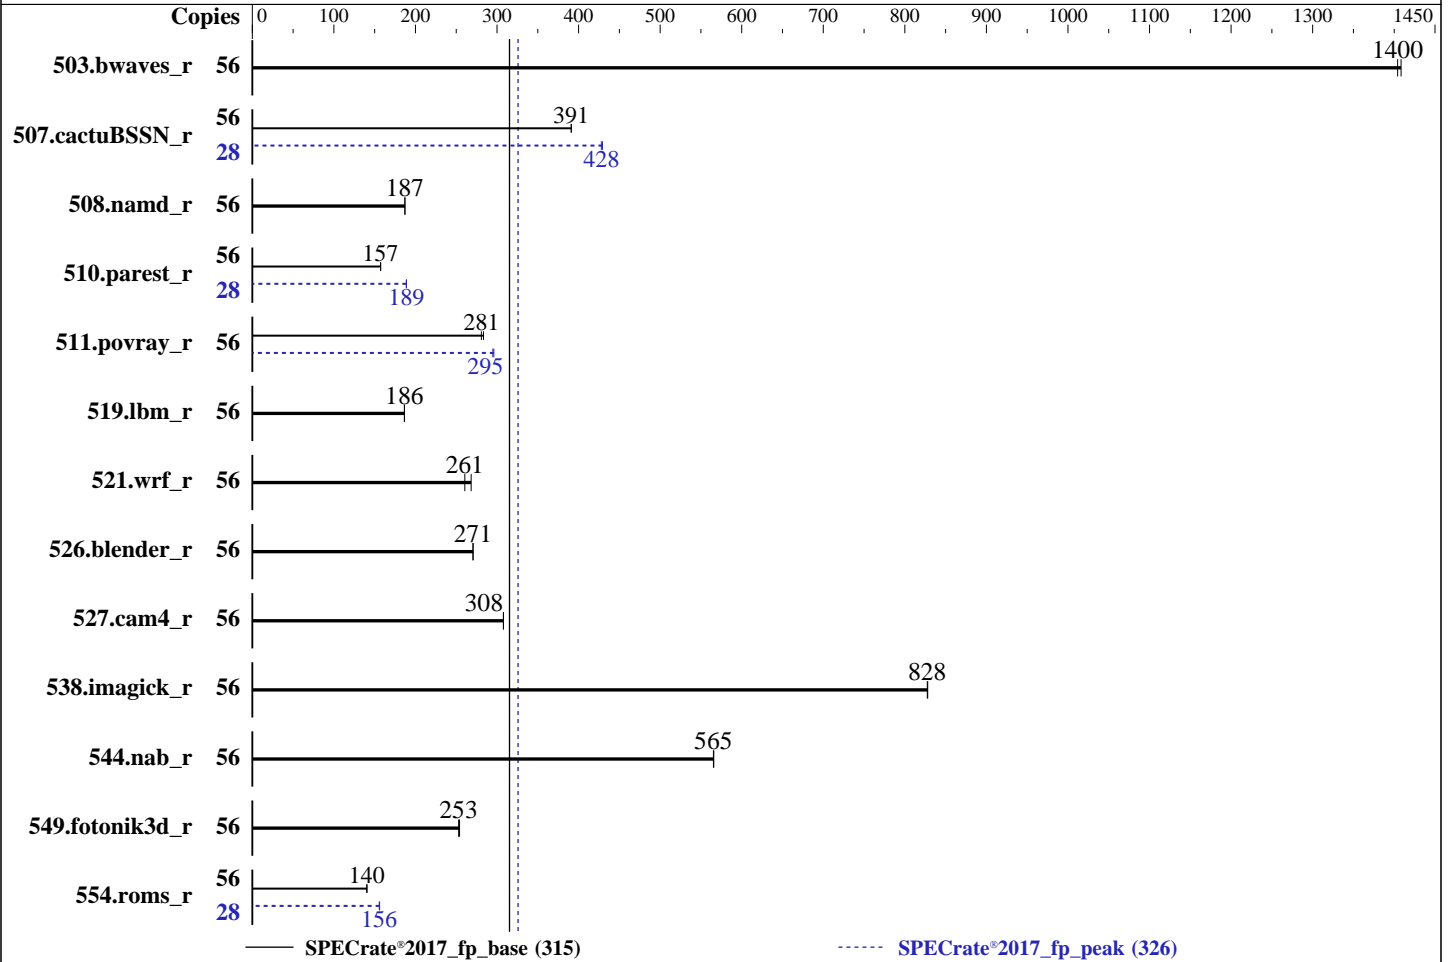 Copies 0 100 200 300 400 500 600 700 800 900 1000 1100 1200 1300 1450
503.bwaves_r 56 1400
507.cactuBSSN_r 56 391
28 428
508.namd_r 56 187
510.parest_r 56 157
28 189
511.povray_r 56 281
295
519.lbm_r 56 186
521.wrf_r 56 261
526.blender_r 56 271
527.cam4_r 56 308
538.imagick_r 56 828
544.nab_r 56 565
549.fotonik3d_r 56 253
554.roms_r 56 140
28 156
SPECrate®2017_fp_base (315) SPECrate®2017_fp_peak (326)